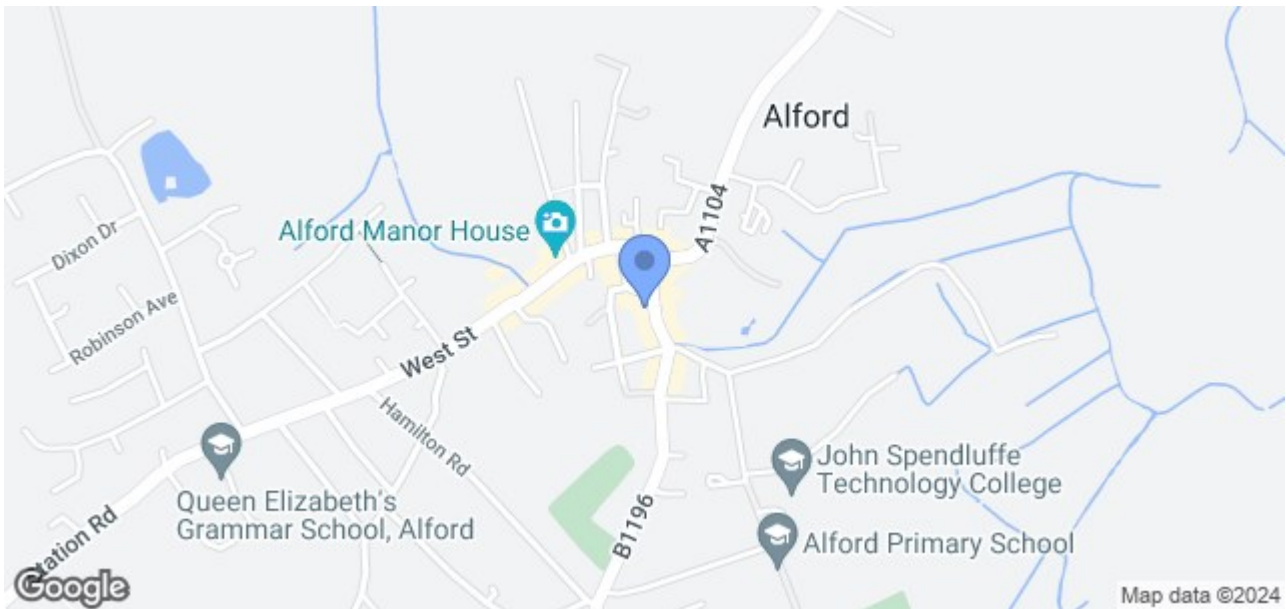 Alford
A1104
Alford Manor House
Dixon Dr
Robinson Ave
West St
Hamilton Rd
John Spendluffe
Technology College
Queen Elizabeth's
Grammar School, Alford
B1196
Alford Primary School
Station Rd
Google
Map data ©2024